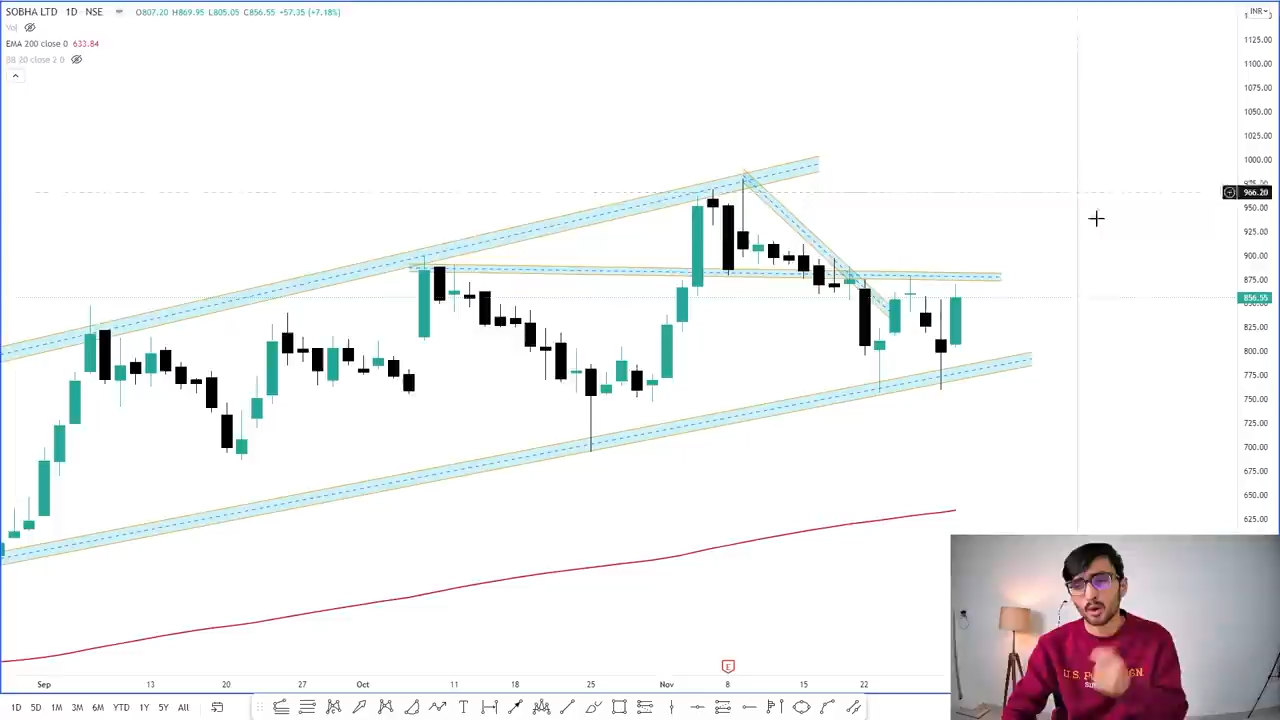 SOBHA LTD 1D NSE O807.20 H869.95 L805.05 C856.55 +57.35 (+7.18%)
Vol
EMA 200 close 0 633.84
BB 20 close 2 0
INR
1125.00
1100.00
1075.00
1050.00
1025.00
1000.00
975.00
966.20
950.00
925.00
900.00
875.00
856.55
825.00
800.00
775.00
750.00
725.00
700.00
675.00
650.00
625.00
E
Sep 13 20 27 Oct 11 18 25 Nov 8 15 22
1D 5D 1M 3M 6M YTD 1Y 5Y All